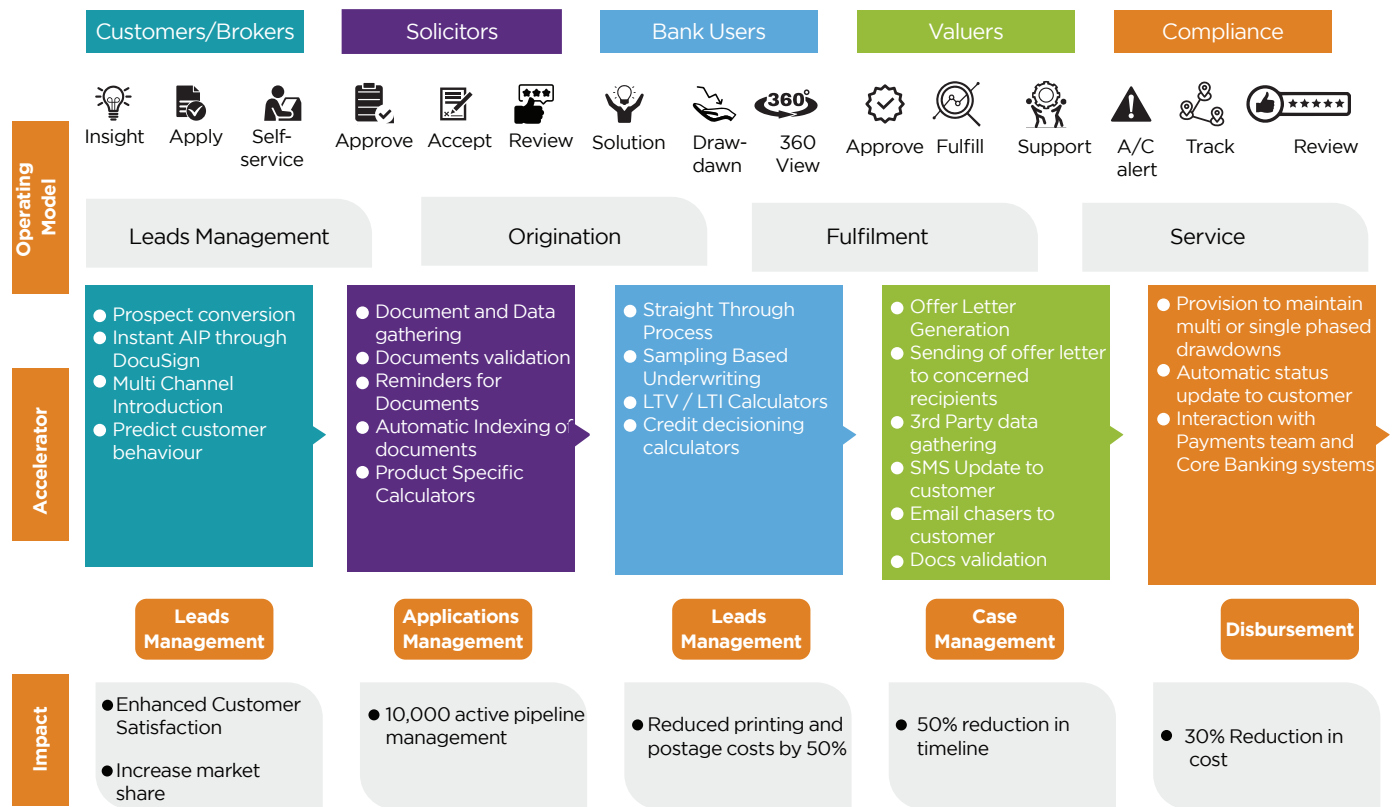 Customers/Brokers
Solicitors
Bank Users
Valuers
Compliance
Operating
Model
Insight
Apply
Self-
service
Approve
Accept
Review
Solution
Draw-
dawn
360°
360
View
Approve
Fulfill
Support
A/C
alert
Track
Review
Leads Management
Origination
Fulfilment
Service
Accelerator
Prospect conversion
Instant AIP through
DocuSign
Multi Channel
Introduction
Predict customer
behaviour
Document and Data
gathering
Documents validation
Reminders for
Documents
Automatic Indexing of
documents
Product Specific
Calculators
Straight Through
Process
Sampling Based
Underwriting
LTV / LTI Calculators
Credit decisioning
calculators
Offer Letter
Generation
Sending of offer letter
to concerned
recipients
3rd Party data
gathering
SMS Update to
customer
Email chasers to
customer
Docs validation
Provision to maintain
multi or single phased
drawdowns
Automatic status
update to customer
Interaction with
Payments team and
Core Banking systems
Leads
Management
Applications
Management
Leads
Management
Case
Management
Disbursement
Impact
Enhanced Customer
Satisfaction
Increase market
share
10,000 active pipeline
management
Reduced printing and
postage costs by 50%
50% reduction in
timeline
30% Reduction in
cost